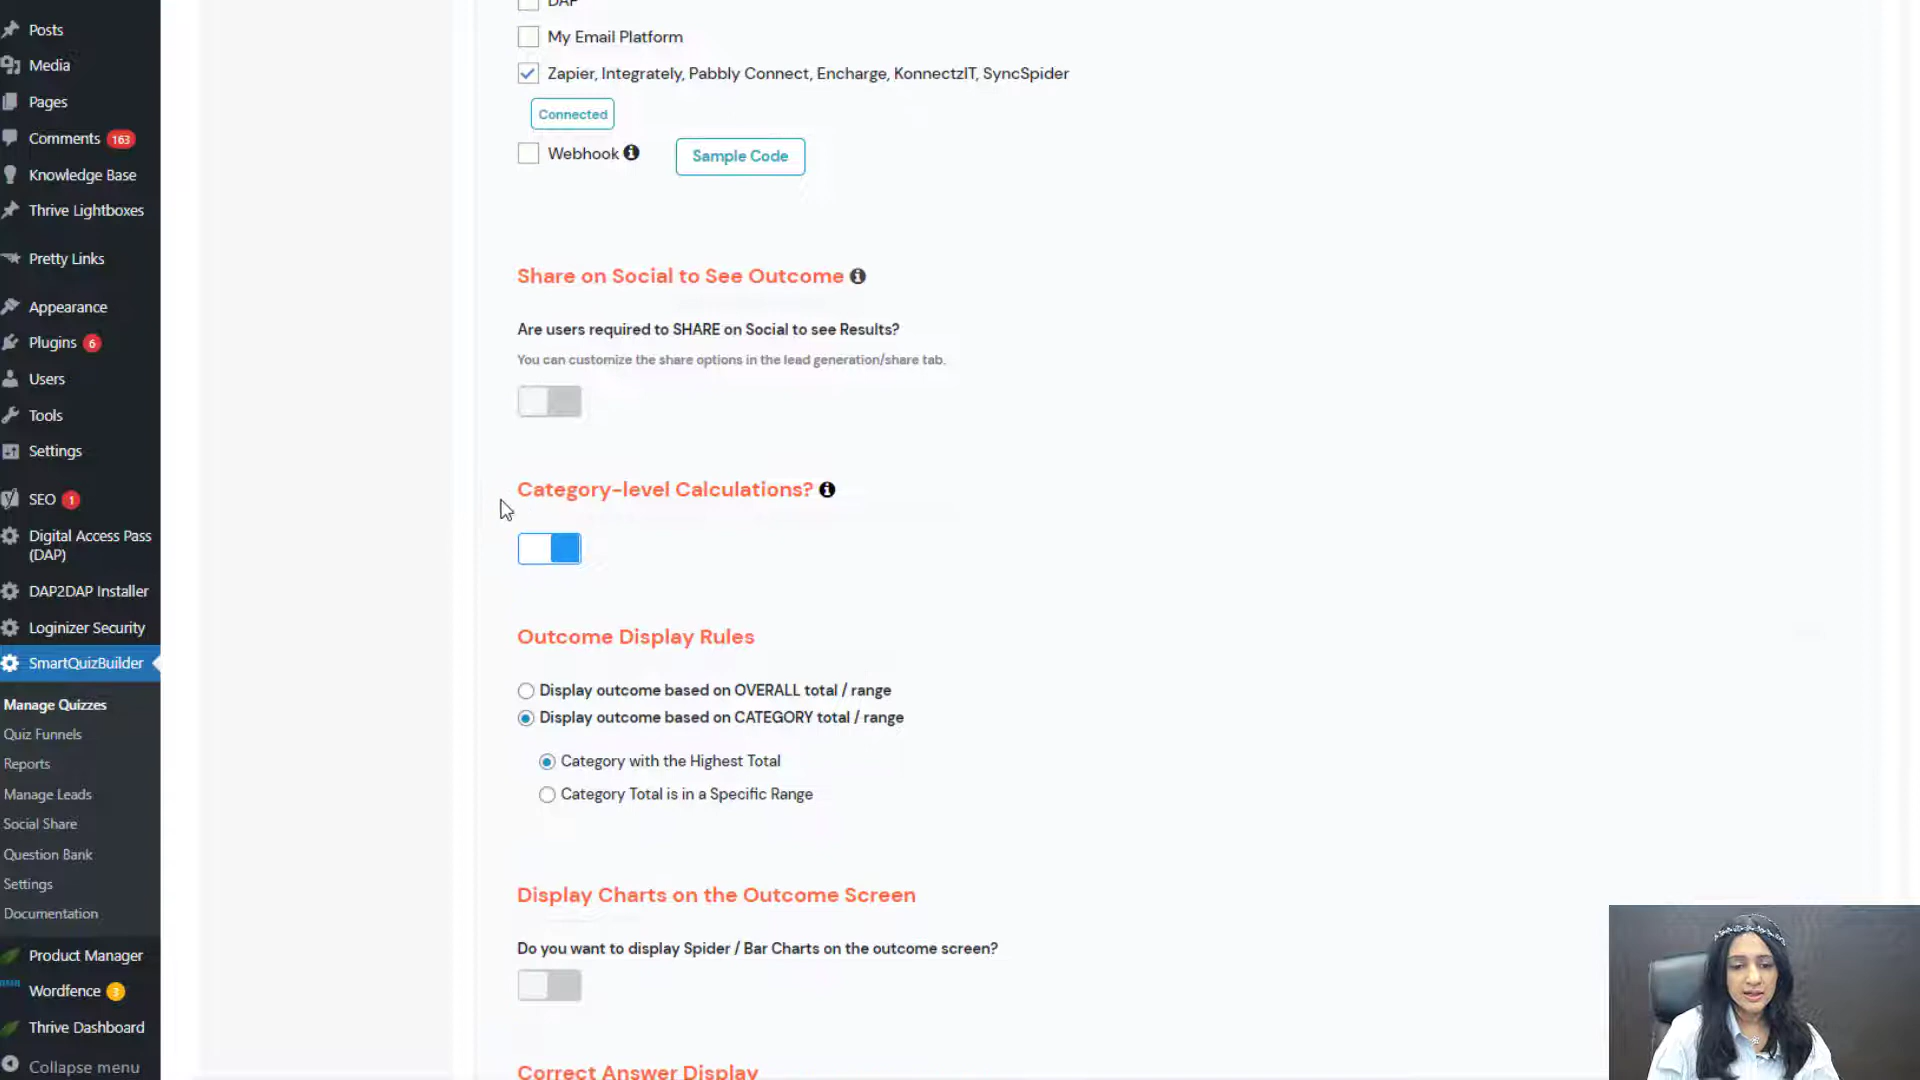 Posts
Media
Pages
Comments 163
Knowledge Base
Thrive Lightboxes
Pretty Links
Appearance
Plugins 6
Users
Tools
Settings
SEO 1
Digital Access Pass
(DAP)
DAP2DAP Installer
Loginizer Security
SmartQuizBuilder
Manage Quizzes
Quiz Funnels
Reports
Manage Leads
Social Share
Question Bank
Settings
Documentation
Product Manager
Wordfence 3
Thrive Dashboard
Collapse menu
DAP
My Email Platform
Zapier, Integrately, Pabbly Connect, Encharge, KonnectzIT, SyncSpider
Connected
Webhook
Sample Code
Share on Social to See Outcome
Are users required to SHARE on Social to see Results?
You can customize the share options in the lead generation/share tab.
Category-level Calculations?
Outcome Display Rules
Display outcome based on OVERALL total / range
Display outcome based on CATEGORY total / range
Category with the Highest Total
Category Total is in a Specific Range
Display Charts on the Outcome Screen
Do you want to display Spider / Bar Charts on the outcome screen?
Correct Answer Display